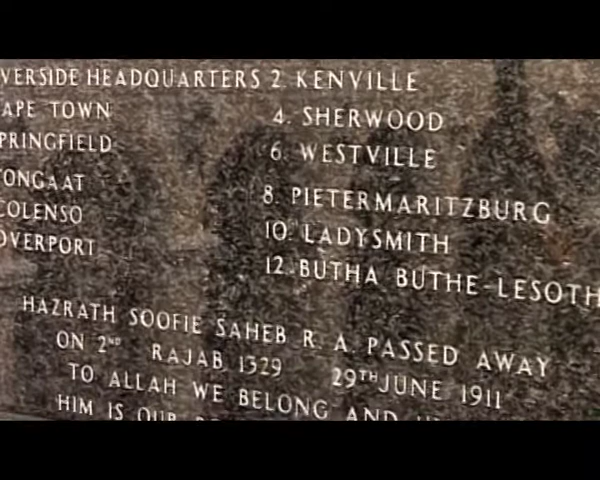 VERSIDE HEADQUARTERS 2. KENVILLE
APE TOWN 4. SHERWOOD
PRINGFIELD 6. WESTVILLE
TONGAAT 8. PIETERMARITZBURG
COLENSO 10. LADYSMITH
OVERPORT 12. BUTHA BUTHE-LESOTH
HAZRATH SOOFIE SAHEB R. A. PASSED AWAY
ON 2ND RAJAB 1329 29TH JUNE 1911
TO ALLAH WE BELONG AND
HIM IS OUR